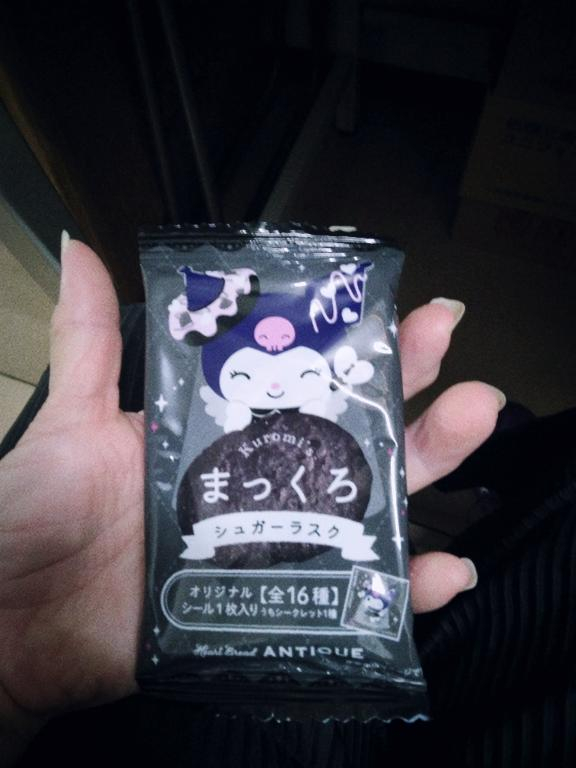 Kuromi's
まっくろ
シュガーラスク
オリジナル【全16種】
シール1枚入り うちシークレット1種
Heart Bread ANTIQUE